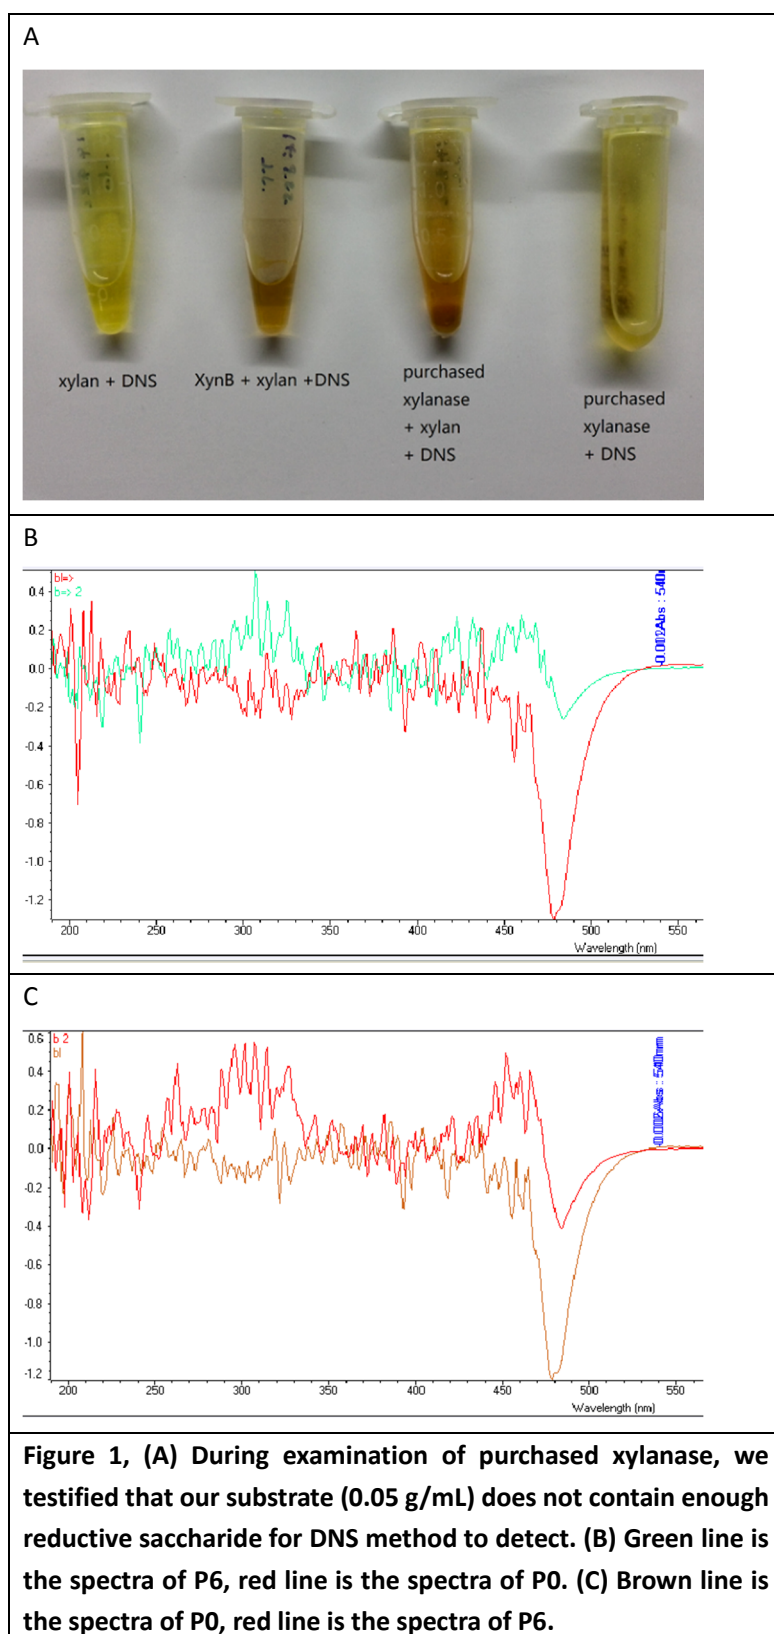 A
xylan + DNS
XynB + xylan +DNS
purchased
xylanase
+ xylan
+ DNS
purchased
xylanase
+ DNS
B
b|=>
b=> 2
0.4
0.2
0.0
-0.2
-0.4
-0.6
-0.8
-1.0
-1.2
200
250
300
350
400
450
500
550
Wavelength (nm)
C
0.6
b 2
bl
0.4
0.2
0.0
-0.2
-0.4
-0.6
-0.8
-1.0
-1.2
200
250
300
350
400
450
500
550
Wavelength (nm)
Figure 1, (A) During examination of purchased xylanase, we
testified that our substrate (0.05 g/mL) does not contain enough
reductive saccharide for DNS method to detect. (B) Green line is
the spectra of P6, red line is the spectra of P0. (C) Brown line is
the spectra of P0, red line is the spectra of P6.